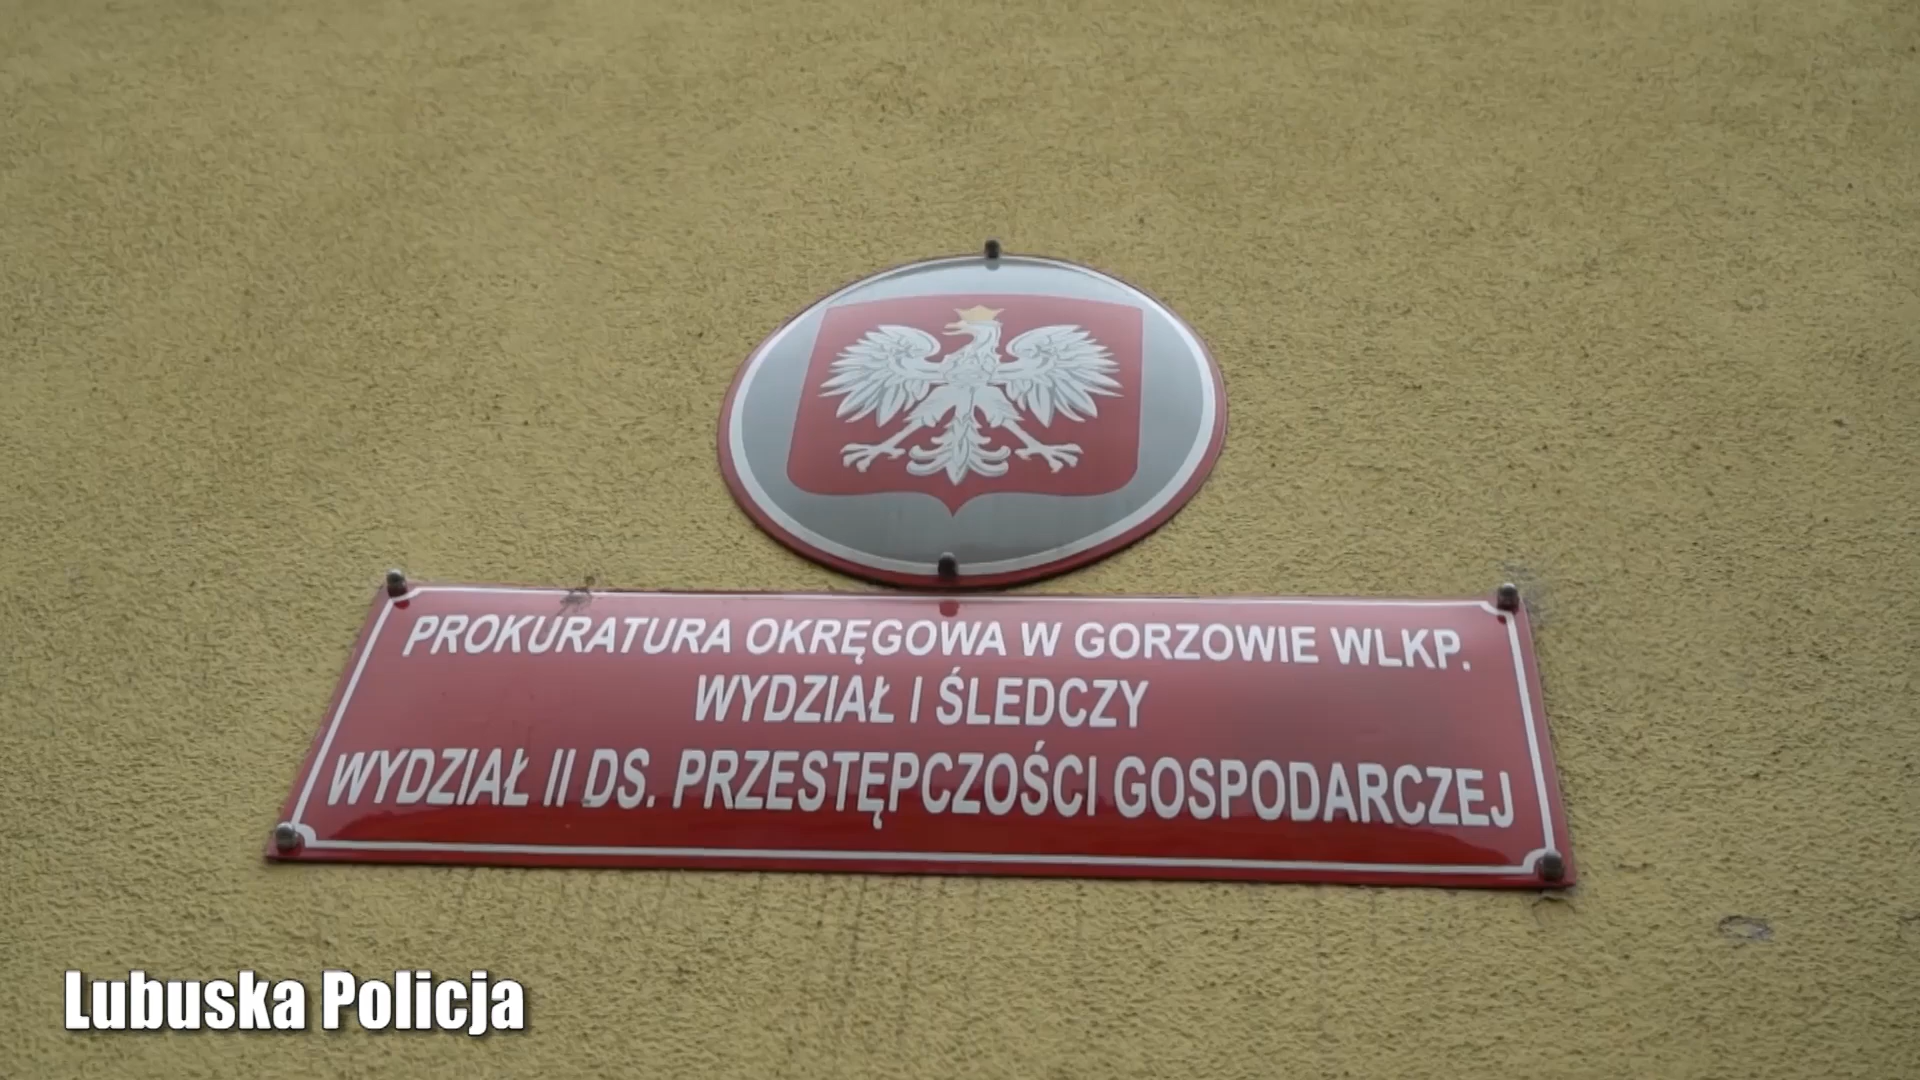 PROKURATURA OKRĘGOWA W GORZOWIE WLKP.
WYDZIAŁ I ŚLEDCZY
WYDZIAŁ II DS. PRZESTĘPCZOŚCI GOSPODARCZEJ
Lubuska Policja